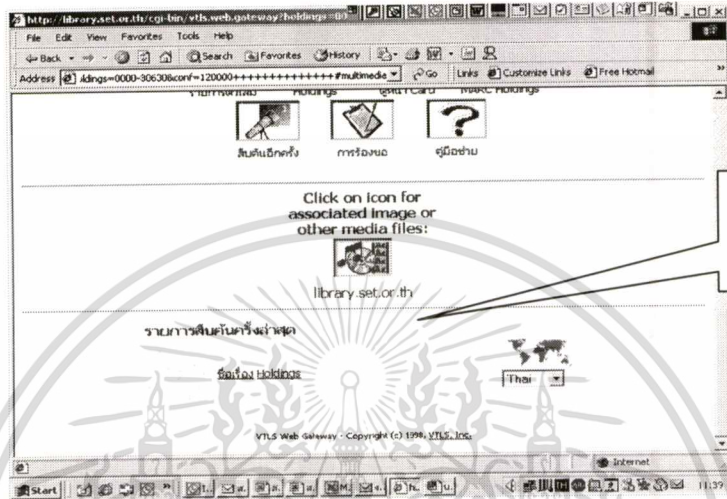 http://library.set.or.th/cgi-bin/vtls.web.gateway?holdings=00
File Edit View Favorites Tools Help
Back Search Favorites History
Address ldings=0000-30630&conf=120000++++++++++++++++#multimedia Go Links Customize Links Free Hotmail
Holdings MARC Holdings
สืบค้นอีกครั้ง การร้องขอ คู่มือช่วย
Click on icon for
associated image or
other media files:
library.set.or.th
รายการสืบค้นครั้งล่าสุด
ชื่อเรื่อง Holdings
Thai
VTLS Web Gateway - Copyright (c) 1998, VTLS, Inc.
Internet
Start 11:39